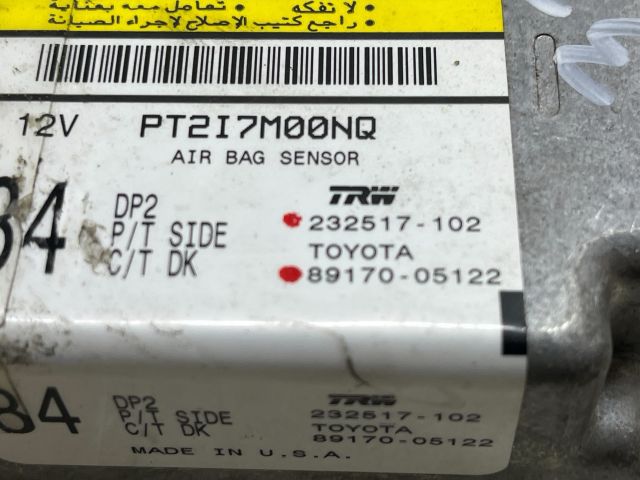 • لا تفكه • تعامل معه بعناية
• راجع كتيب الإصلاح لاجراء الصيانة
12V PT2I7M00NQ
AIR BAG SENSOR
84
DP2
P/T SIDE
C/T DK
TRW
232517-102
TOYOTA
89170-05122
84
DP2
P/T SIDE
C/T DK
TRW
232517-102
TOYOTA
89170-05122
MADE IN U.S.A.